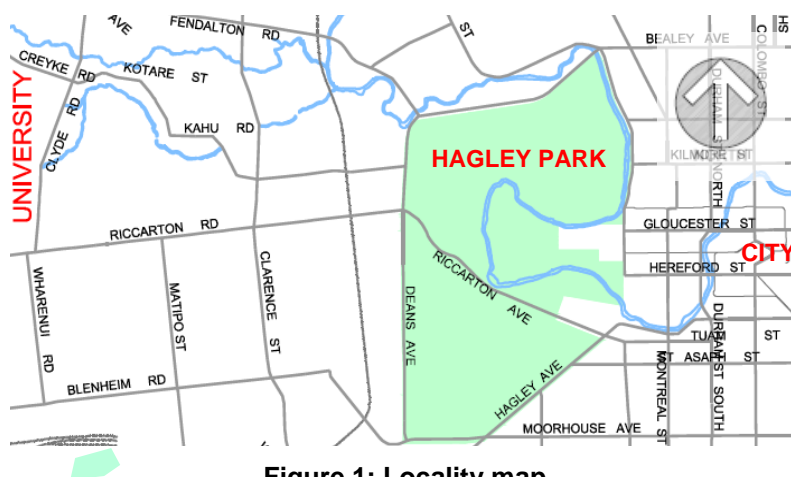 AVE
FENDALTON RD
ST
BEALEY AVE
COLOMBO ST
HS
CREYKE RD
KOTARE ST
UNIVERSITY
CLYDE RD
KAHU RD
HAGLEY PARK
DURHAM ST NORTH
KILMORE ST
RICCARTON RD
GLOUCESTER ST
CITY
HEREFORD ST
RICCARTON AVE
WHARENUI RD
MATIPO ST
CLARENCE ST
DEANS AVE
DURHAM ST SOUTH
TUAM ST
ST ASAPH ST
MONTREAL ST
BLENHEIM RD
HAGLEY AVE
MOORHOUSE AVE
Figure 1: Locality map